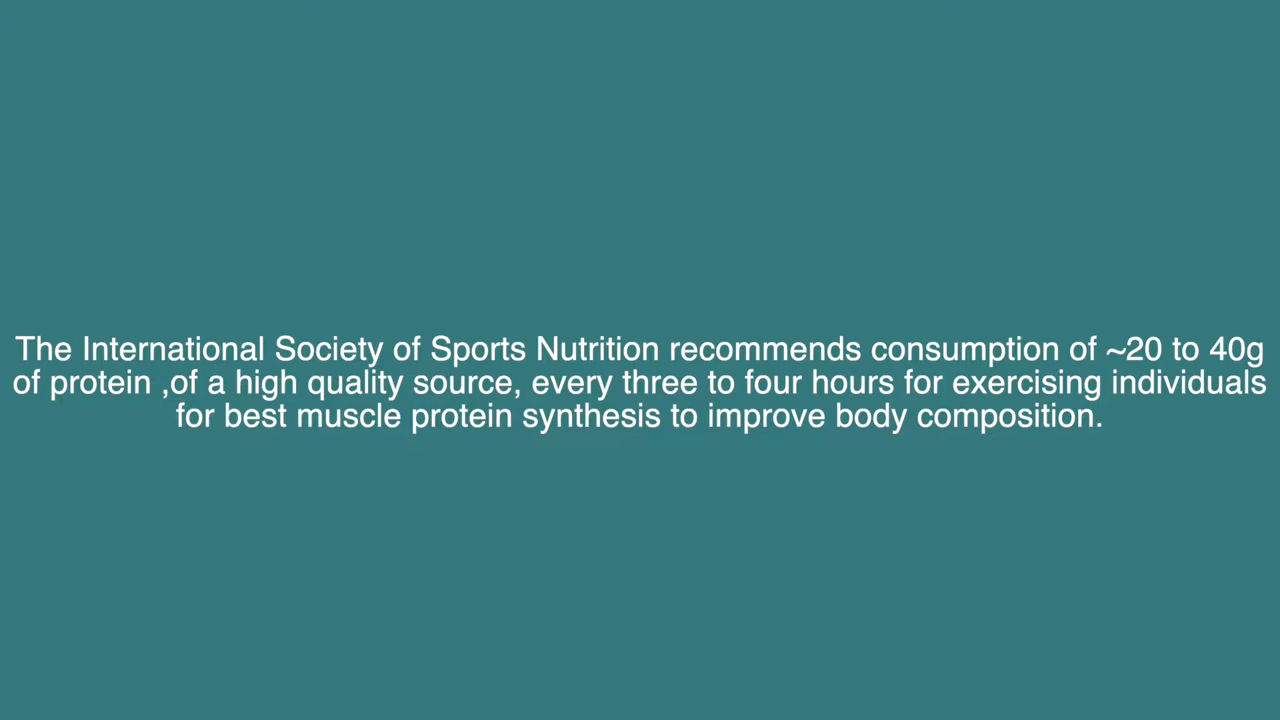 The International Society of Sports Nutrition recommends consumption of ~20 to 40g
of protein ,of a high quality source, every three to four hours for exercising individuals
for best muscle protein synthesis to improve body composition.